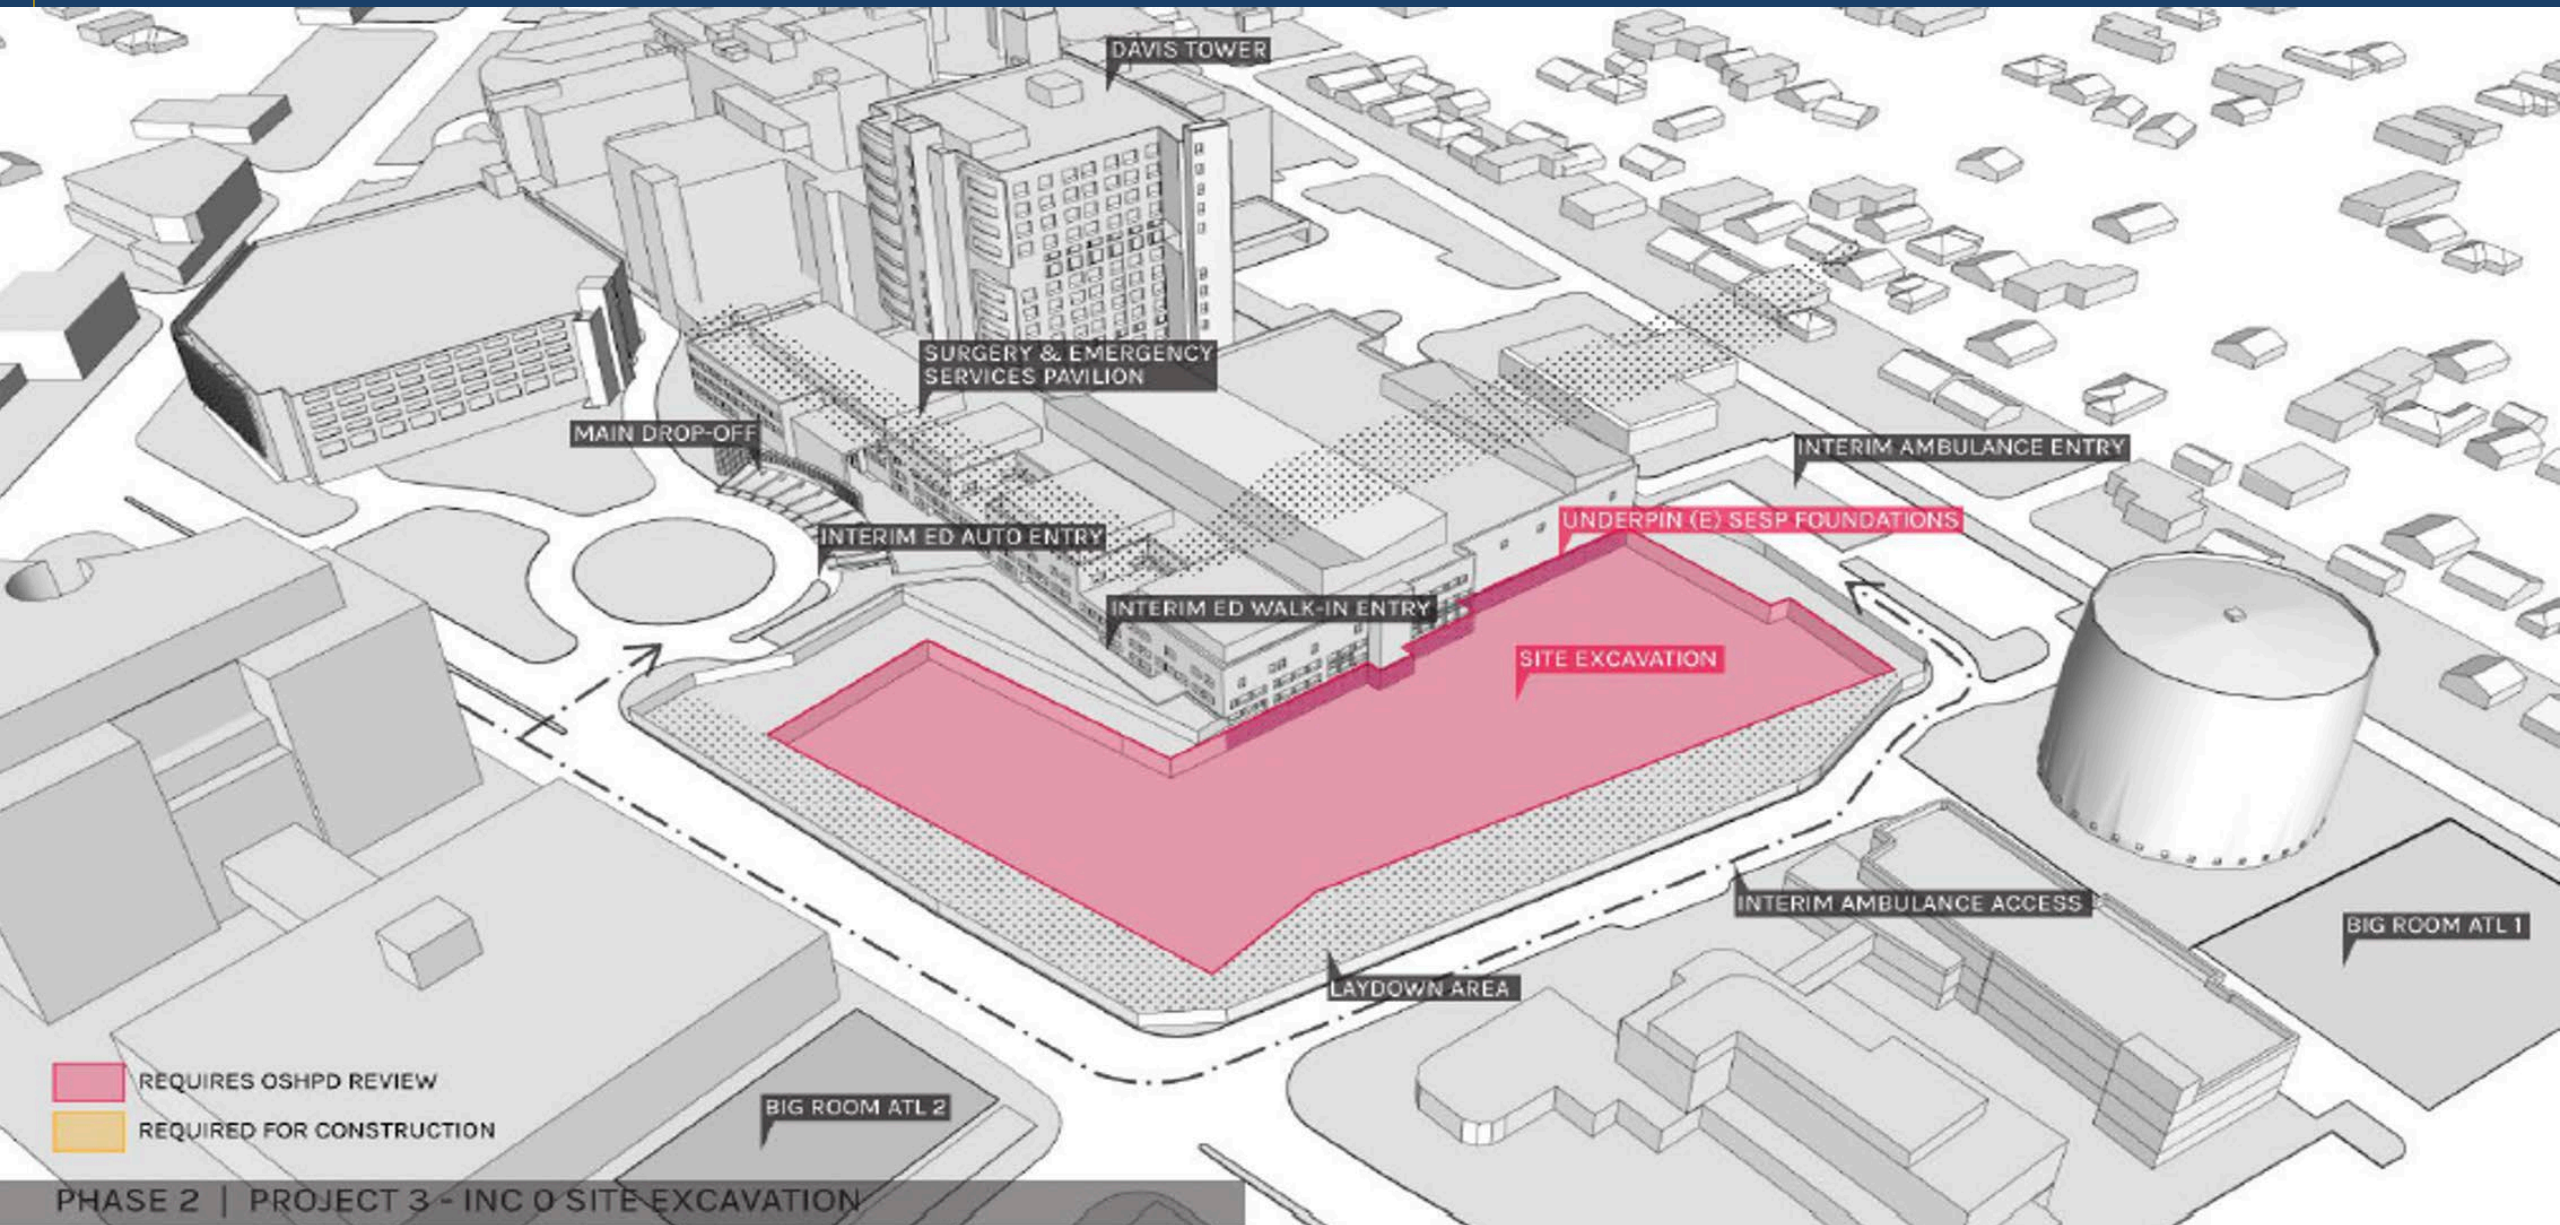 DAVIS TOWER
SURGERY & EMERGENCY
SERVICES PAVILION
MAIN DROP-OFF
INTERIM AMBULANCE ENTRY
UNDERPIN (E) SESP FOUNDATIONS
INTERIM ED AUTO ENTRY
INTERIM ED WALK-IN ENTRY
SITE EXCAVATION
INTERIM AMBULANCE ACCESS
BIG ROOM ATL 1
LAYDOWN AREA
REQUIRES OSHPD REVIEW
BIG ROOM ATL 2
REQUIRED FOR CONSTRUCTION
PHASE 2 | PROJECT 3 - INC 0 SITE EXCAVATION